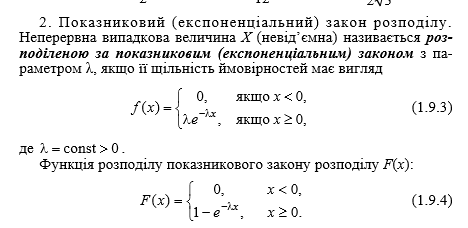 2. Показниковий (експоненціальний) закон розподілу.
Неперервна випадкова величина X (невід’ємна) називається роз-
поділеною за показниковим (експоненціальним) законом з па-
раметром λ, якщо її щільність ймовірностей має вигляд
f(x) = { 0, якщо x < 0,
λe^{−λx}, якщо x ≥ 0, (1.9.3)
де λ = const > 0 .
Функція розподілу показникового закону розподілу F(x):
F(x) = { 0, x < 0,
1 − e^{−λx}, x ≥ 0. (1.9.4)